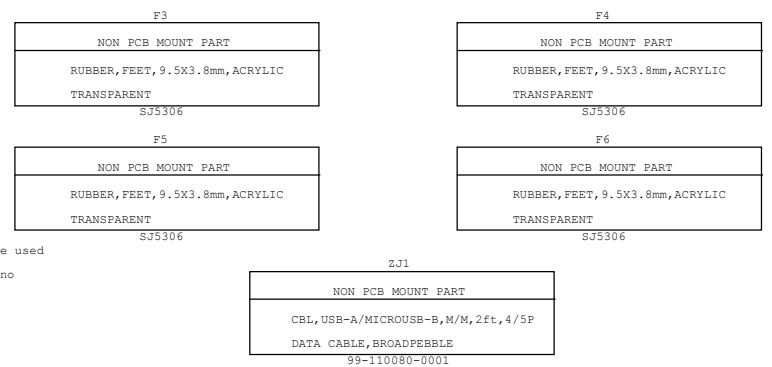 F3
NON PCB MOUNT PART
RUBBER,FEET,9.5X3.8mm,ACRYLIC
TRANSPARENT
SJ5306
F4
NON PCB MOUNT PART
RUBBER,FEET,9.5X3.8mm,ACRYLIC
TRANSPARENT
SJ5306
F5
NON PCB MOUNT PART
RUBBER,FEET,9.5X3.8mm,ACRYLIC
TRANSPARENT
SJ5306
F6
NON PCB MOUNT PART
RUBBER,FEET,9.5X3.8mm,ACRYLIC
TRANSPARENT
SJ5306
e used
no
ZJ1
NON PCB MOUNT PART
CBL,USB-A/MICROUSB-B,M/M,2ft,4/5P
DATA CABLE,BROADPEBBLE
99-110080-0001